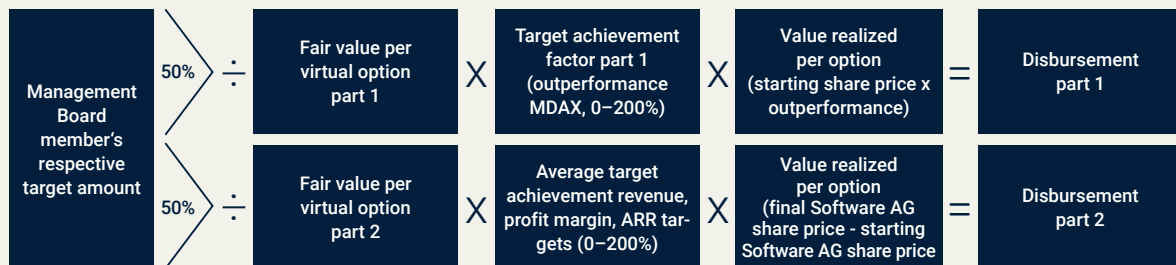 Management
Board
member's
respective
target amount
50%
÷
Fair value per
virtual option
part 1
X
Target achievement
factor part 1
(outperformance
MDAX, 0–200%)
X
Value realized
per option
(starting share price x
outperformance)
=
Disbursement
part 1
50%
÷
Fair value per
virtual option
part 2
X
Average target
achievement revenue,
profit margin, ARR tar-
gets (0–200%)
X
Value realized
per option
(final Software AG
share price - starting
Software AG share price
=
Disbursement
part 2